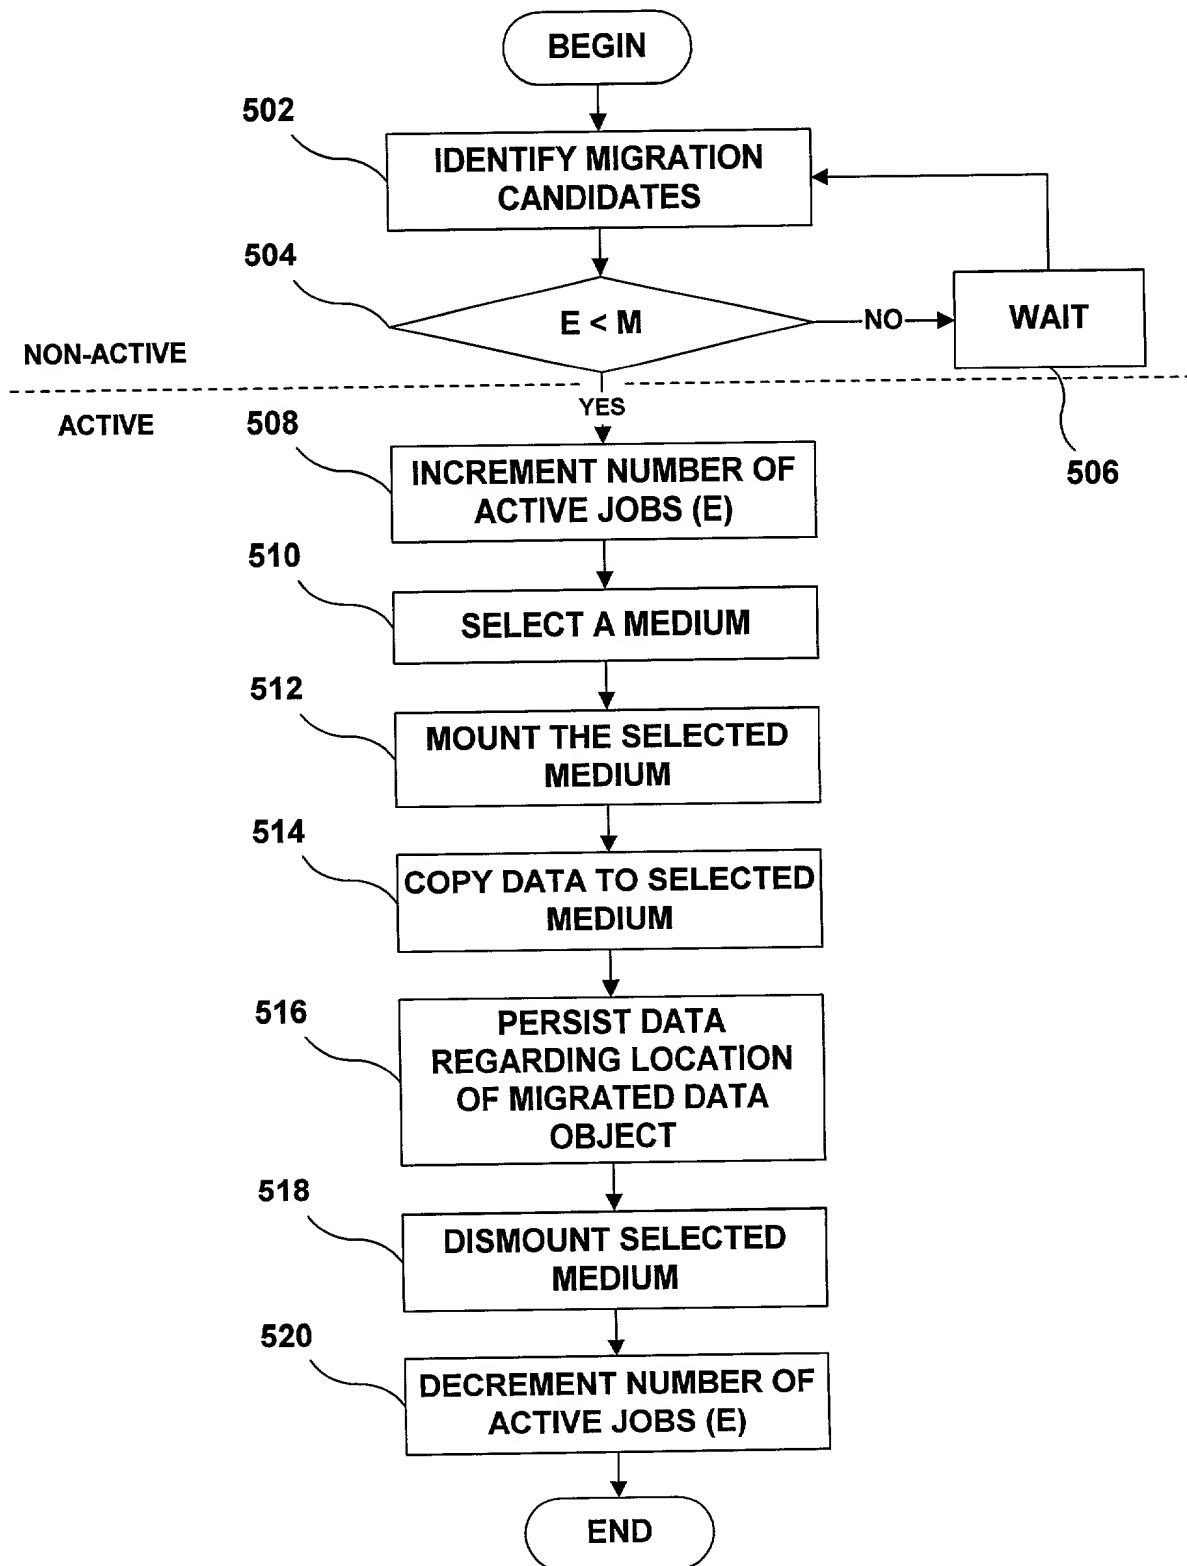 BEGIN
502
IDENTIFY MIGRATION
CANDIDATES
504
E < M
NO
WAIT
NON-ACTIVE
YES
ACTIVE
506
508
INCREMENT NUMBER OF
ACTIVE JOBS (E)
510
SELECT A MEDIUM
512
MOUNT THE SELECTED
MEDIUM
514
COPY DATA TO SELECTED
MEDIUM
516
PERSIST DATA
REGARDING LOCATION
OF MIGRATED DATA
OBJECT
518
DISMOUNT SELECTED
MEDIUM
520
DECREMENT NUMBER OF
ACTIVE JOBS (E)
END